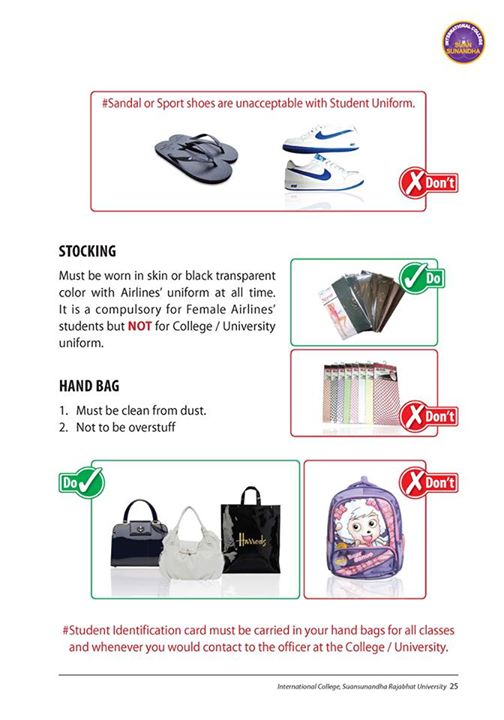 INTERNATIONAL COLLEGE
SUAN
SUNANDHA
#Sandal or Sport shoes are unacceptable with Student Uniform.
Don't
STOCKING
Must be worn in skin or black transparent
color with Airlines' uniform at all time.
It is a compulsory for Female Airlines'
students but NOT for College / University
uniform.
Do
Don't
HAND BAG
1. Must be clean from dust.
2. Not to be overstuff
Do
Harrods
Don't
#Student Identification card must be carried in your hand bags for all classes
and whenever you would contact to the officer at the College / University.
International College, Suansunandha Rajabhat University 25